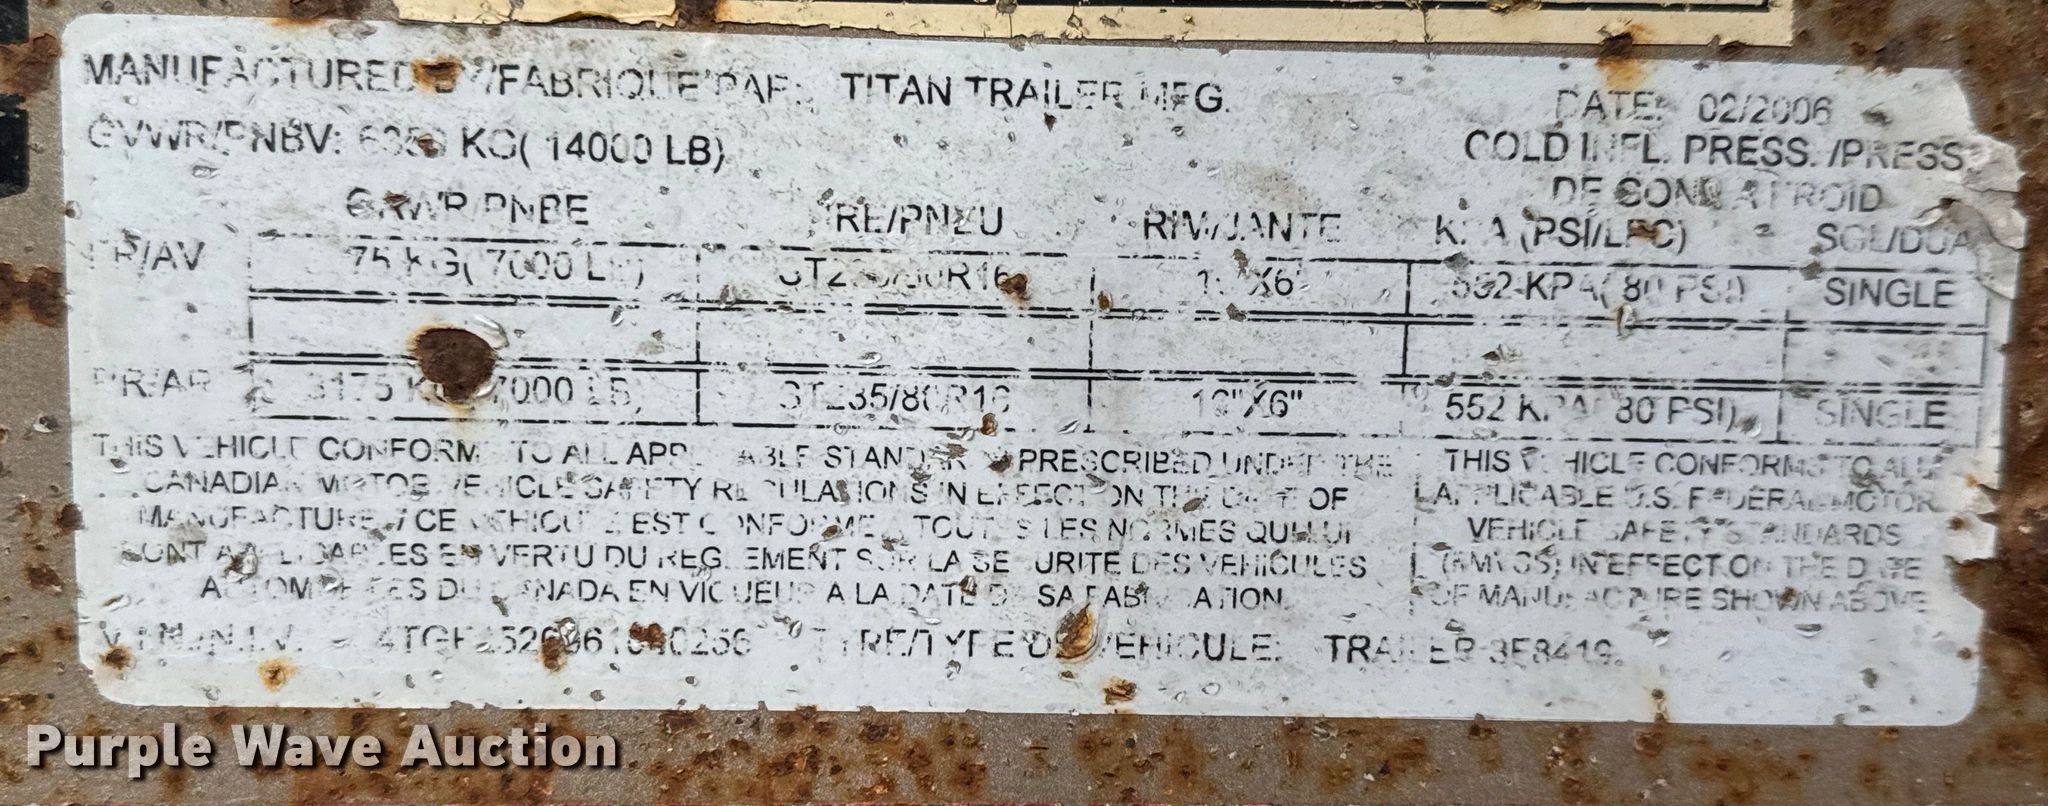 MANUFACTURED BY/FABRIQUE PAR: TITAN TRAILER MFG. DATE: 02/2006
GVWR/PNBV: KG( 14000 LB) COLD INFL. PRESS. /PRESS.
DE GONFL A FROID
GRWR/PNBE TIRE/PNEU RIM/JANTE KPA (PSI/LPC) SGL/DUA
FR/AV KG( 7000 LB) X6" 552 KPA( 80 PSI) SINGLE
RR/AR 3175 KG( 7000 LB) ST235/80R16 16"X6" 552 KPA( 80 PSI) SINGLE
THIS VEHICLE CONFORMS TO ALL APPLICABLE STANDARDS PRESCRIBED UNDER THE
CANADIAN MOTOR VEHICLE SAFETY REGULATIONS IN EFFECT ON THE DATE OF
MANUFACTURE / CE VEHICULE EST CONFORME A TOUTES LES NORMES QUI LUI
SONT APPLICABLES EN VERTU DU REGLEMENT SUR LA SECURITE DES VEHICULES
AUTOMOBILES DU CANADA EN VIGUEUR A LA DATE DE SA FABRICATION.
THIS VEHICLE CONFORMS TO ALL
APPLICABLE U.S. FEDERAL MOTOR
VEHICLE SAFETY STANDARDS
IN EFFECT ON THE DATE
OF MANUFACTURE SHOWN ABOVE
V.I.N./N.I.V. TYPE/TYPE DE VEHICULE: TRAILER
Purple Wave Auction